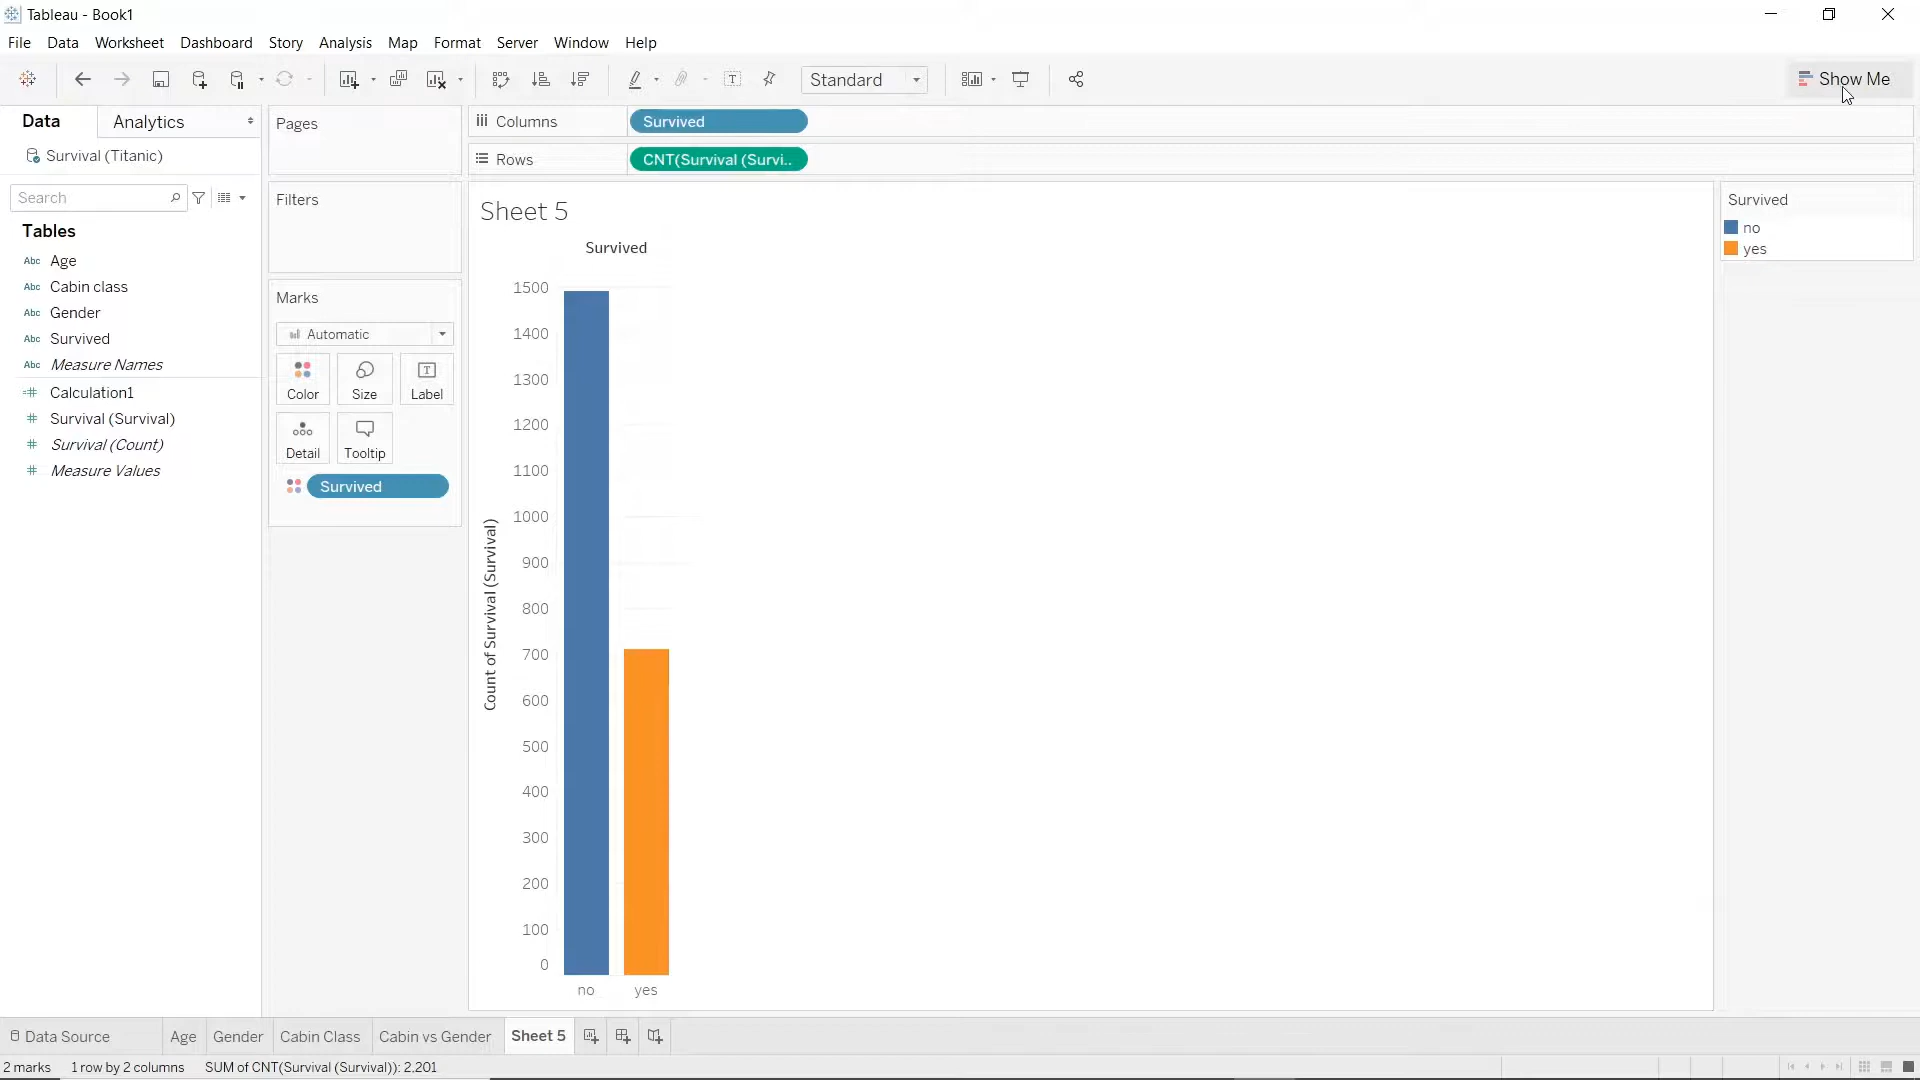 Tableau - Book1
File Data Worksheet Dashboard Story Analysis Map Format Server Window Help
Standard
Show Me
Data
Analytics
Survival (Titanic)
Search
Tables
Abc Age
Abc Cabin class
Abc Gender
Abc Survived
Abc Measure Names
=# Calculation1
# Survival (Survival)
# Survival (Count)
# Measure Values
Pages
Filters
Marks
Automatic
Color
Size
T
Label
Detail
Tooltip
Survived
Columns
Survived
Rows
CNT(Survival (Survi..
Sheet 5
Survived
1500
1400
1300
1200
1100
1000
900
800
700
600
500
400
300
200
100
0
Count of Survival (Survival)
no
yes
Survived
no
yes
Data Source
Age
Gender
Cabin Class
Cabin vs Gender
Sheet 5
2 marks
1 row by 2 columns
SUM of CNT(Survival (Survival)): 2,201